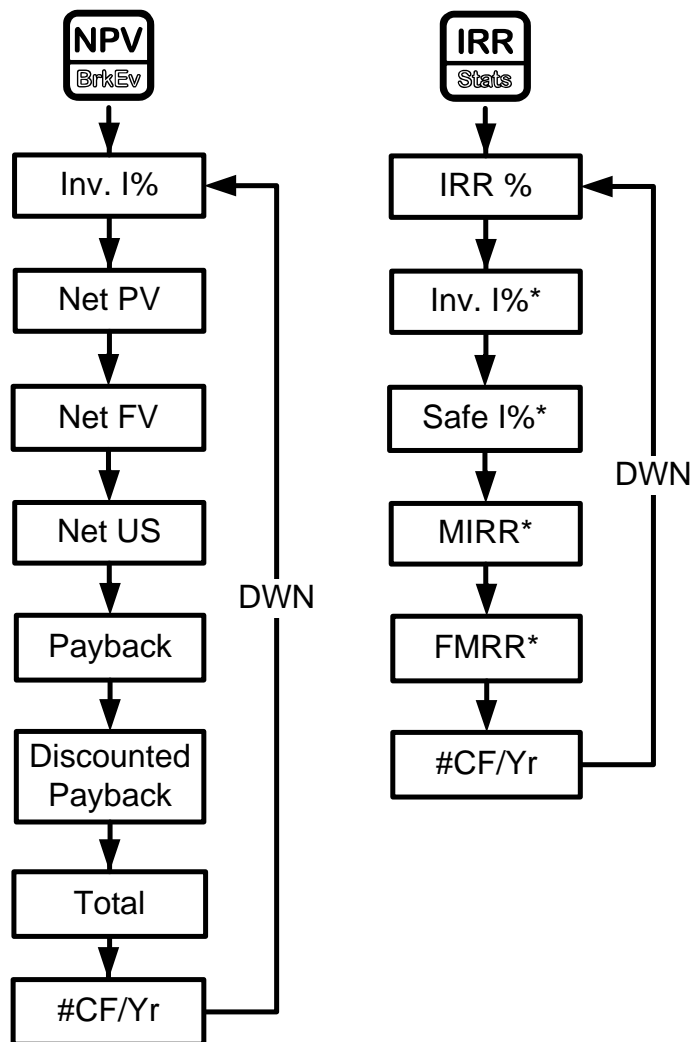 NPV
BrkEv
Inv. I%
Net PV
Net FV
Net US
Payback
Discounted
Payback
Total
#CF/Yr
DWN
IRR
Stats
IRR %
Inv. I%*
Safe I%*
MIRR*
FMRR*
#CF/Yr
DWN